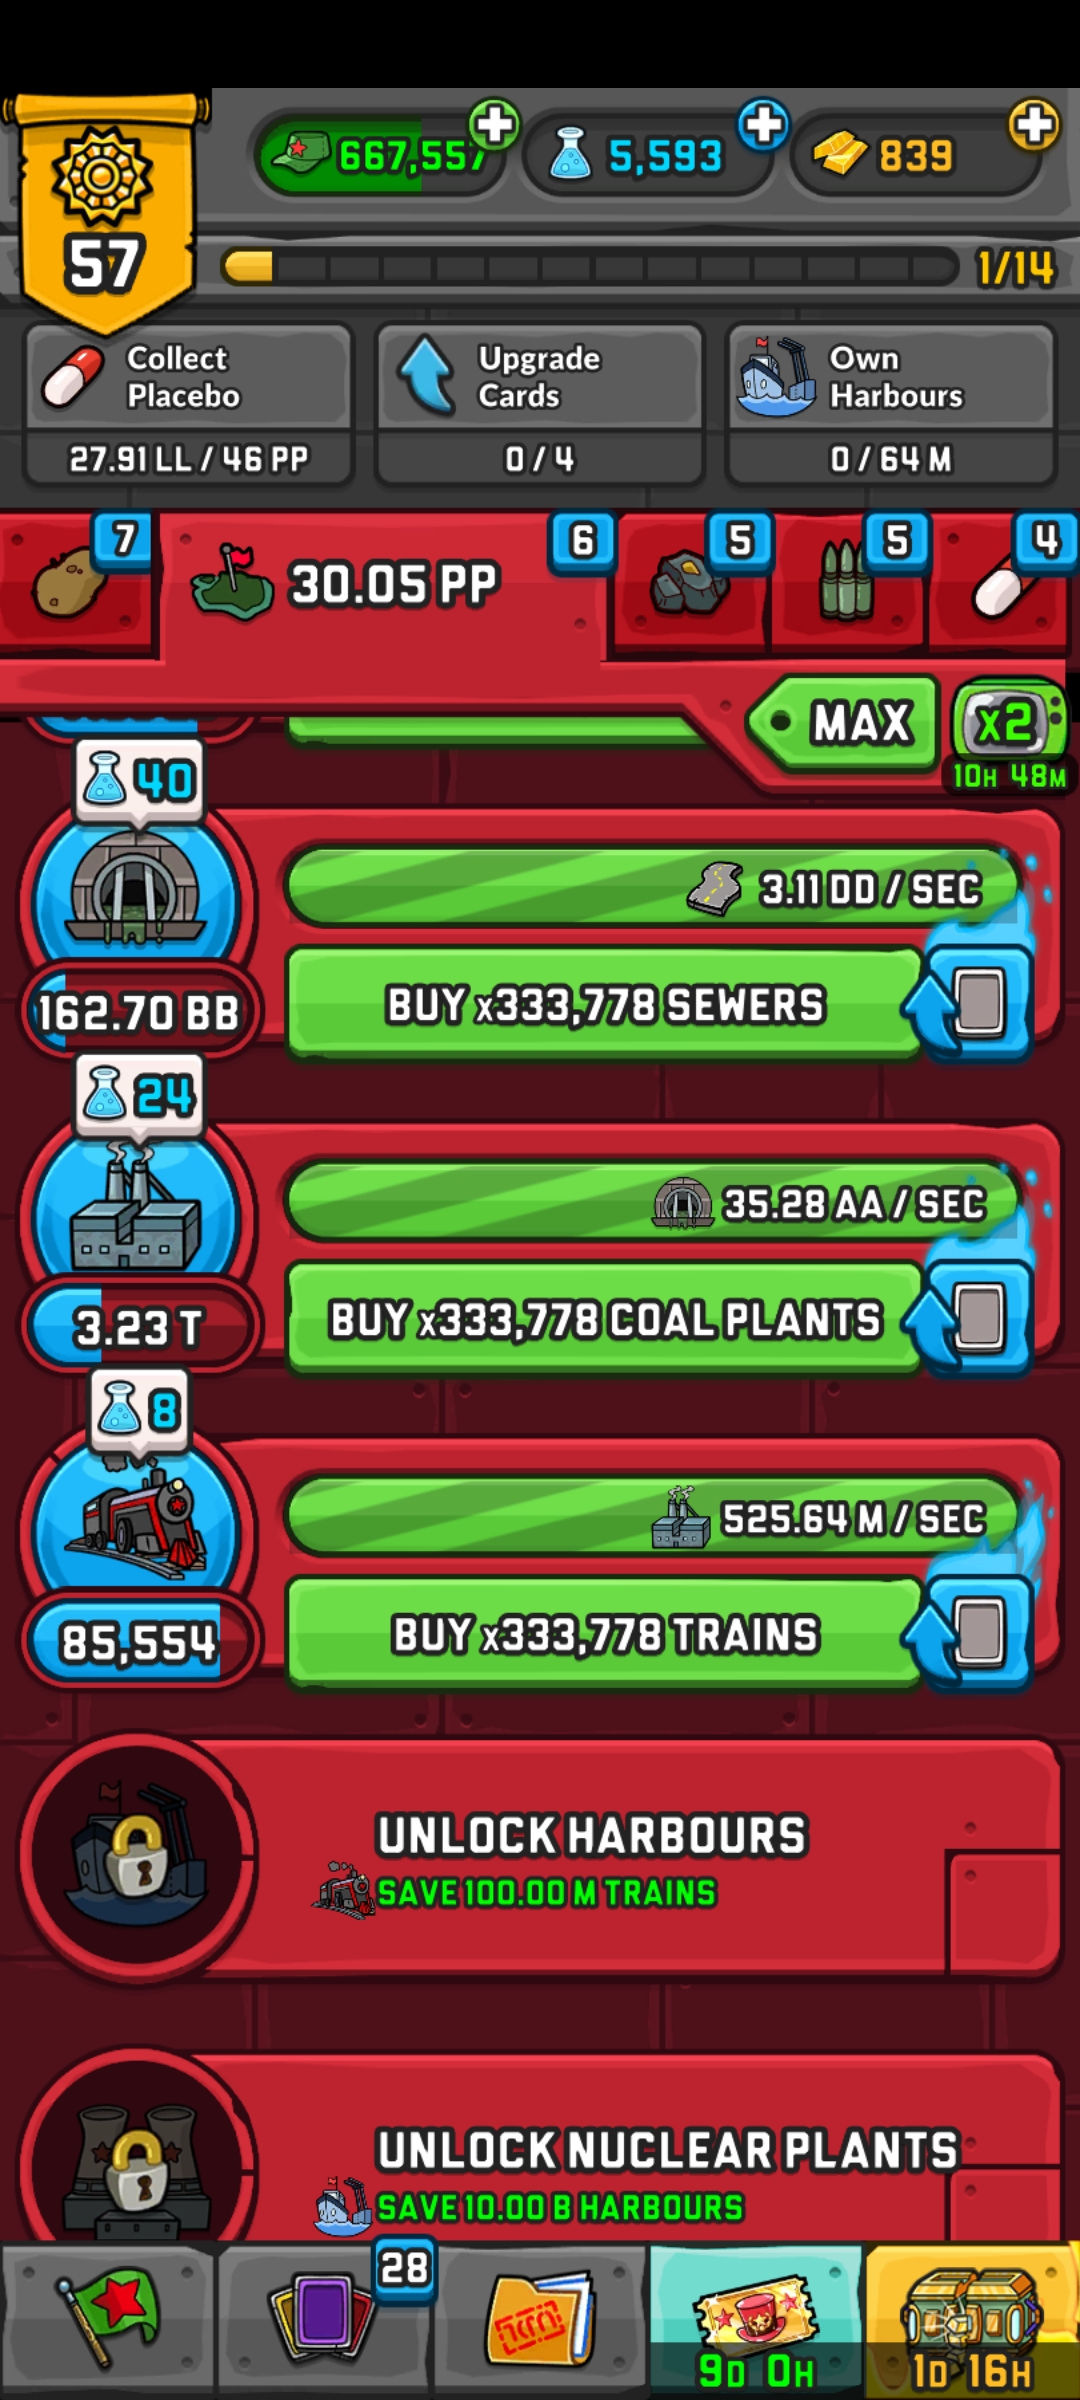 667,557
5,593
839
57
1/14
Collect
Placebo
27.91 LL / 46 PP
Upgrade
Cards
0 / 4
Own
Harbours
0 / 64 M
7
30.05 PP
6
5
5
4
MAX
x2
10H 48M
40
3.11 DD / SEC
162.70 BB
BUY x333,778 SEWERS
24
35.28 AA / SEC
3.23 T
BUY x333,778 COAL PLANTS
8
525.64 M / SEC
85,554
BUY x333,778 TRAINS
UNLOCK HARBOURS
SAVE 100.00 M TRAINS
UNLOCK NUCLEAR PLANTS
SAVE 10.00 B HARBOURS
28
9D 0H
1D 16H